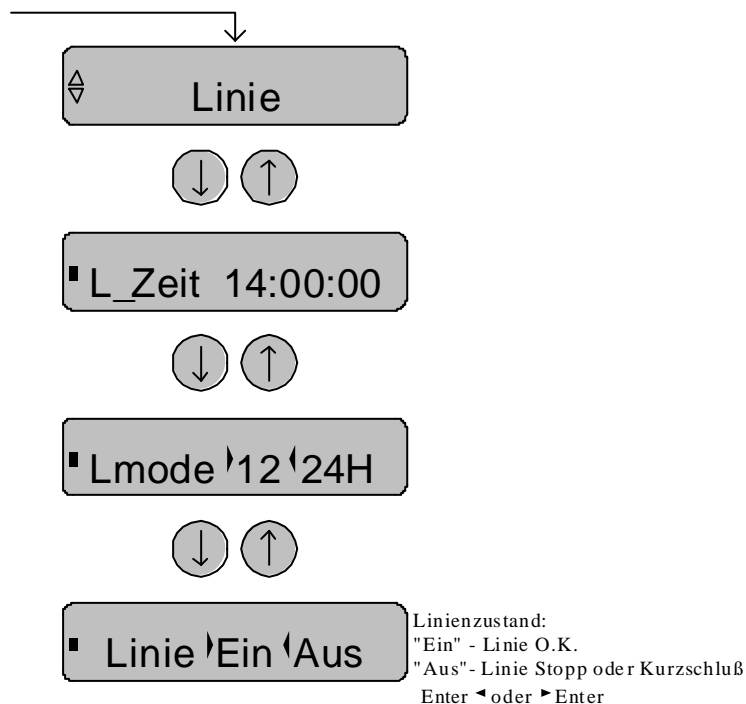 Linie
L_Zeit 14:00:00
Lmode 12 24H
Linie Ein Aus
Linienzustand:
"Ein" - Linie O.K.
"Aus"- Linie Stopp oder Kurzschluß
Enter ◄ oder ► Enter